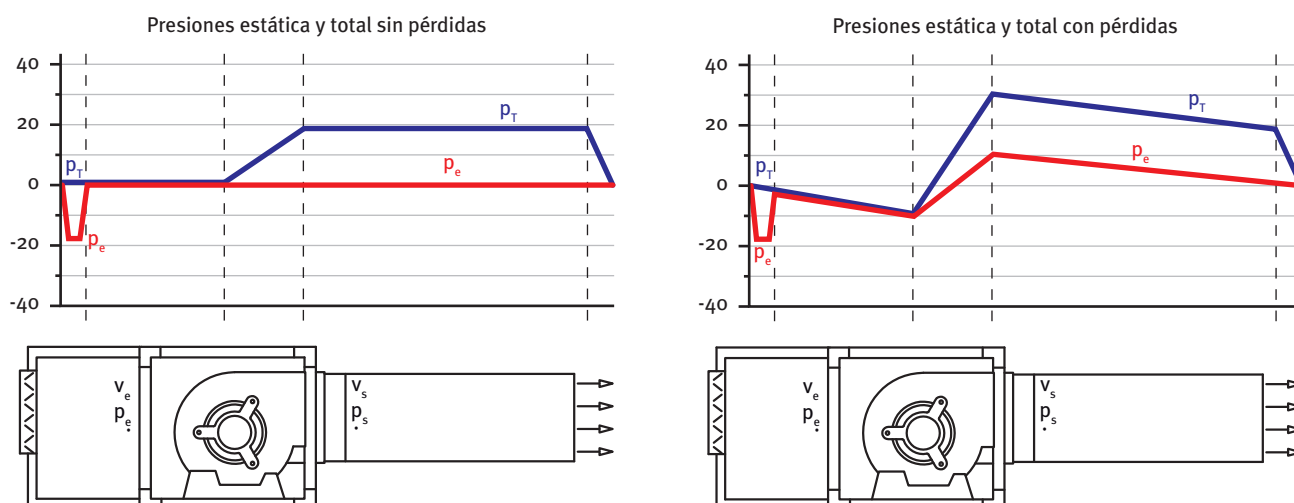 Presiones estática y total sin pérdidas
40
20
0
-20
-40
pT
pe
pT
pe
ve
pe
vs
ps
Presiones estática y total con pérdidas
40
20
0
-20
-40
pT
pe
pT
pe
ve
pe
vs
ps